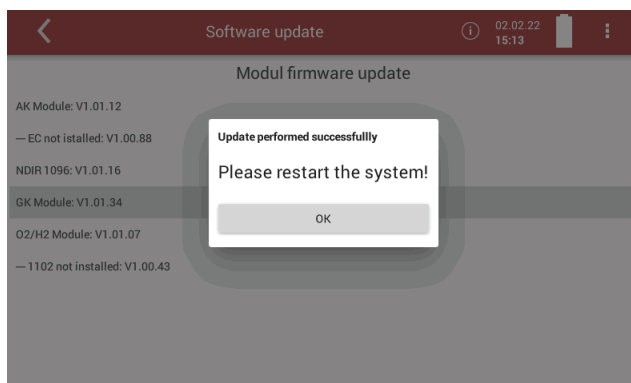 Software update
02.02.22
15:13
Modul firmware update
AK Module: V1.01.12
— EC not istalled: V1.00.88
NDIR 1096: V1.01.16
GK Module: V1.01.34
O2/H2 Module: V1.01.07
— 1102 not installed: V1.00.43
Update performed successfullly
Please restart the system!
OK